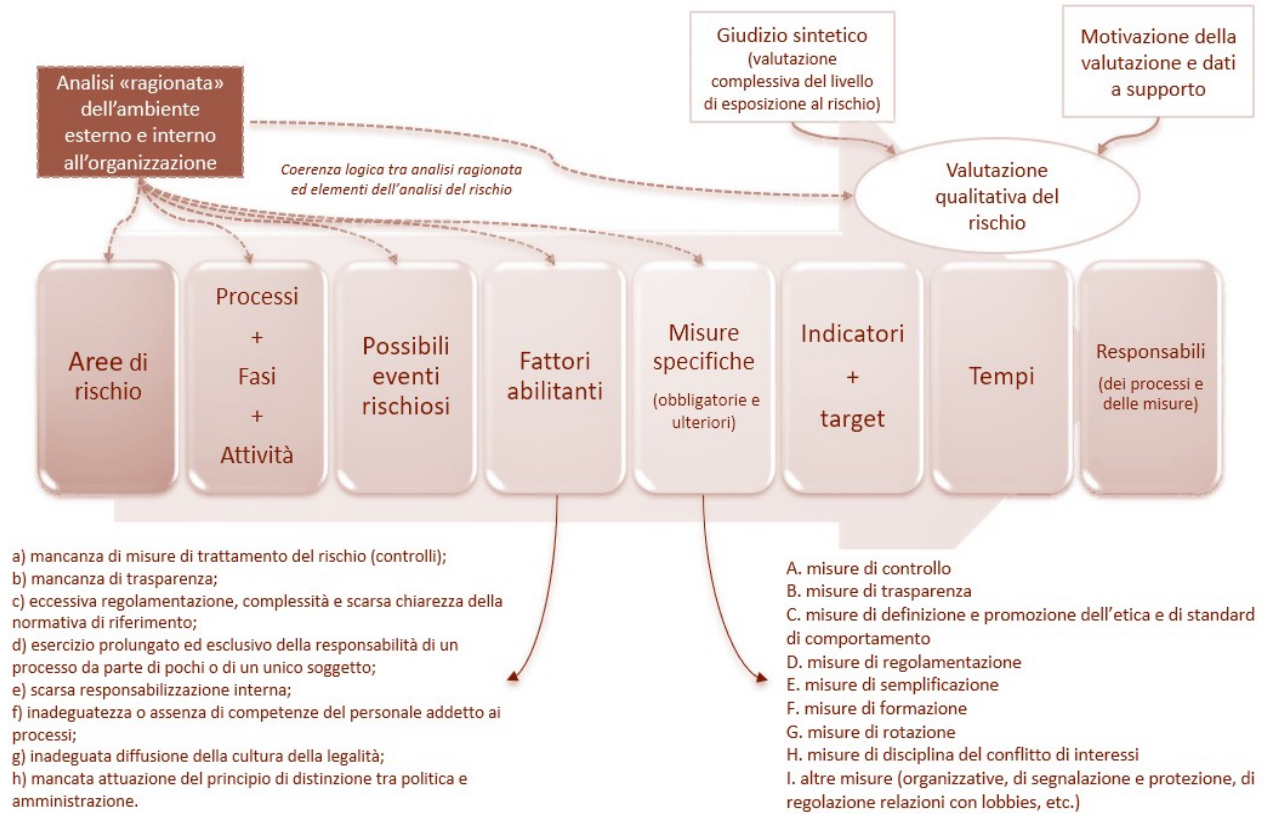 Giudizio sintetico
(valutazione
complessiva del livello
di esposizione al rischio)
Motivazione della
valutazione e dati
a supporto
Analisi «ragionata»
dell'ambiente
esterno e interno
all'organizzazione
Coerenza logica tra analisi ragionata
ed elementi dell'analisi del rischio
Valutazione
qualitativa del
rischio
Aree di
rischio
Processi
+
Fasi
+
Attività
Possibili
eventi
rischiosi
Fattori
abilitanti
Misure
specifiche
(obbligatorie e
ulteriori)
Indicatori
+
target
Tempi
Responsabili
(dei processi e
delle misure)
a) mancanza di misure di trattamento del rischio (controlli);
b) mancanza di trasparenza;
c) eccessiva regolamentazione, complessità e scarsa chiarezza della
normativa di riferimento;
d) esercizio prolungato ed esclusivo della responsabilità di un
processo da parte di pochi o di un unico soggetto;
e) scarsa responsabilizzazione interna;
f) inadeguatezza o assenza di competenze del personale addetto ai
processi;
g) inadeguata diffusione della cultura della legalità;
h) mancata attuazione del principio di distinzione tra politica e
amministrazione.
A. misure di controllo
B. misure di trasparenza
C. misure di definizione e promozione dell'etica e di standard
di comportamento
D. misure di regolamentazione
E. misure di semplificazione
F. misure di formazione
G. misure di rotazione
H. misure di disciplina del conflitto di interessi
I. altre misure (organizzative, di segnalazione e protezione, di
regolazione relazioni con lobbies, etc.)